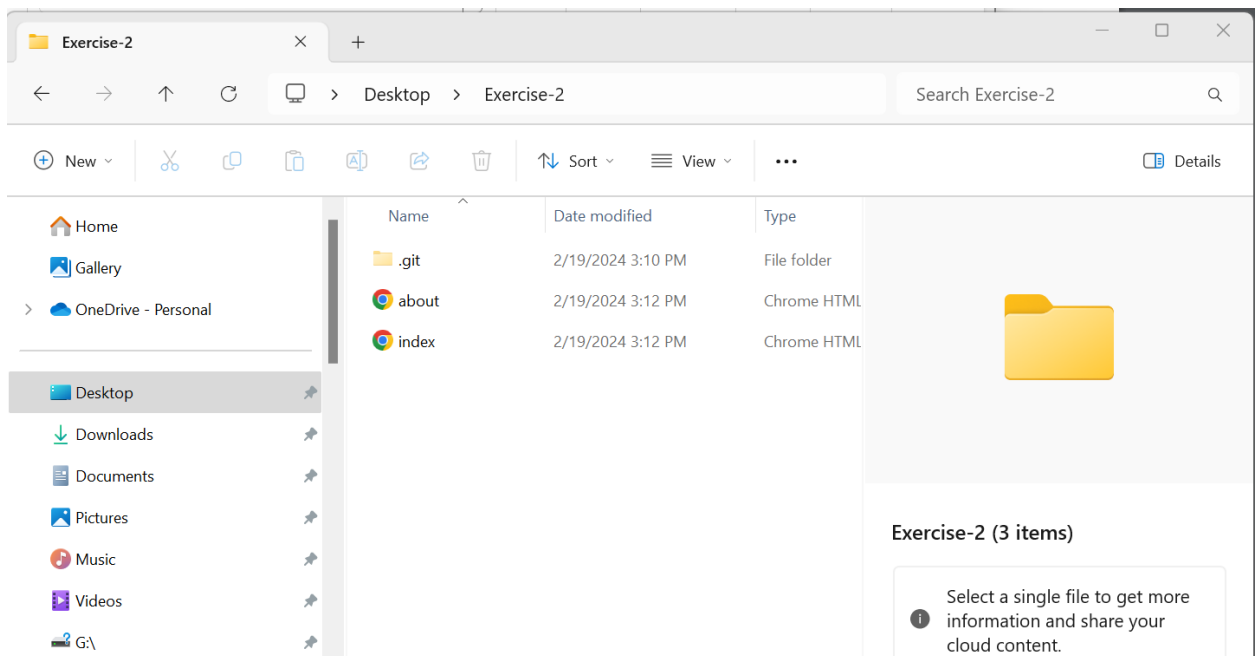 Exercise-2
Desktop > Exercise-2
Search Exercise-2
New
Sort
View
Details
Home
Gallery
OneDrive - Personal
Desktop
Downloads
Documents
Pictures
Music
Videos
G:\
Name Date modified Type
.git 2/19/2024 3:10 PM File folder
about 2/19/2024 3:12 PM Chrome HTML
index 2/19/2024 3:12 PM Chrome HTML
Exercise-2 (3 items)
Select a single file to get more
information and share your
cloud content.